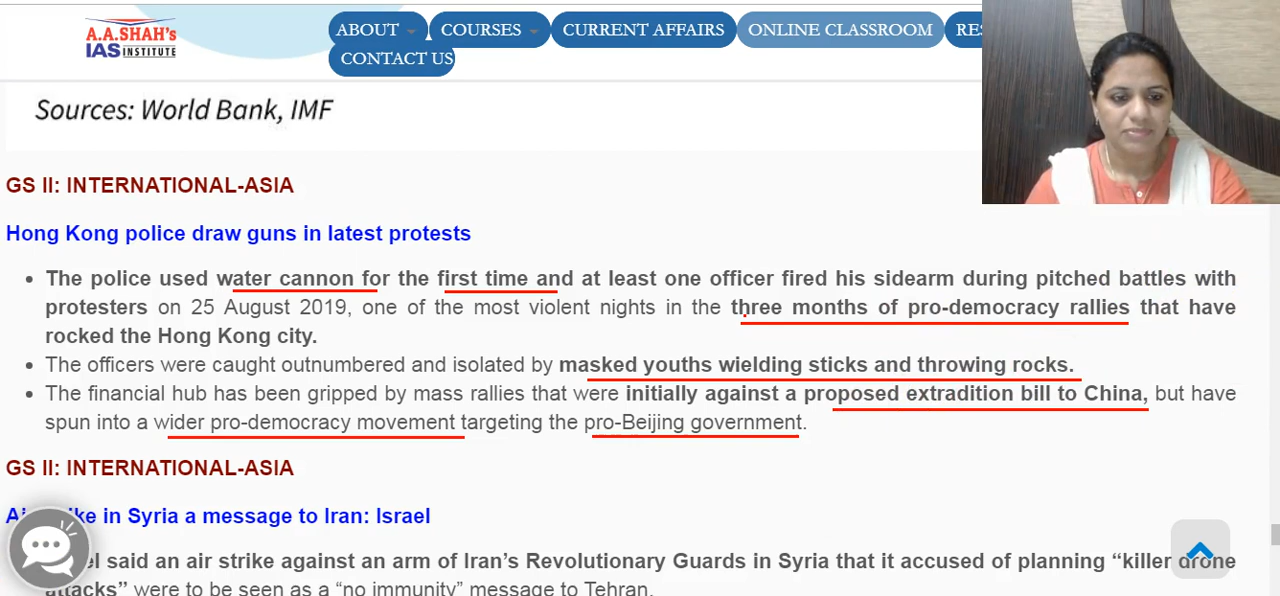 A.A.SHAH's
IAS INSTITUTE
ABOUT
COURSES
CURRENT AFFAIRS
ONLINE CLASSROOM
CONTACT US
Sources: World Bank, IMF
GS II: INTERNATIONAL-ASIA
Hong Kong police draw guns in latest protests
The police used water cannon for the first time and at least one officer fired his sidearm during pitched battles with
protesters on 25 August 2019, one of the most violent nights in the three months of pro-democracy rallies that have
rocked the Hong Kong city.
The officers were caught outnumbered and isolated by masked youths wielding sticks and throwing rocks.
The financial hub has been gripped by mass rallies that were initially against a proposed extradition bill to China, but have
spun into a wider pro-democracy movement targeting the pro-Beijing government.
GS II: INTERNATIONAL-ASIA
in Syria a message to Iran: Israel
said an air strike against an arm of Iran's Revolutionary Guards in Syria that it accused of planning “killer drone
attacks” were to be seen as a “no immunity” message to Tehran.